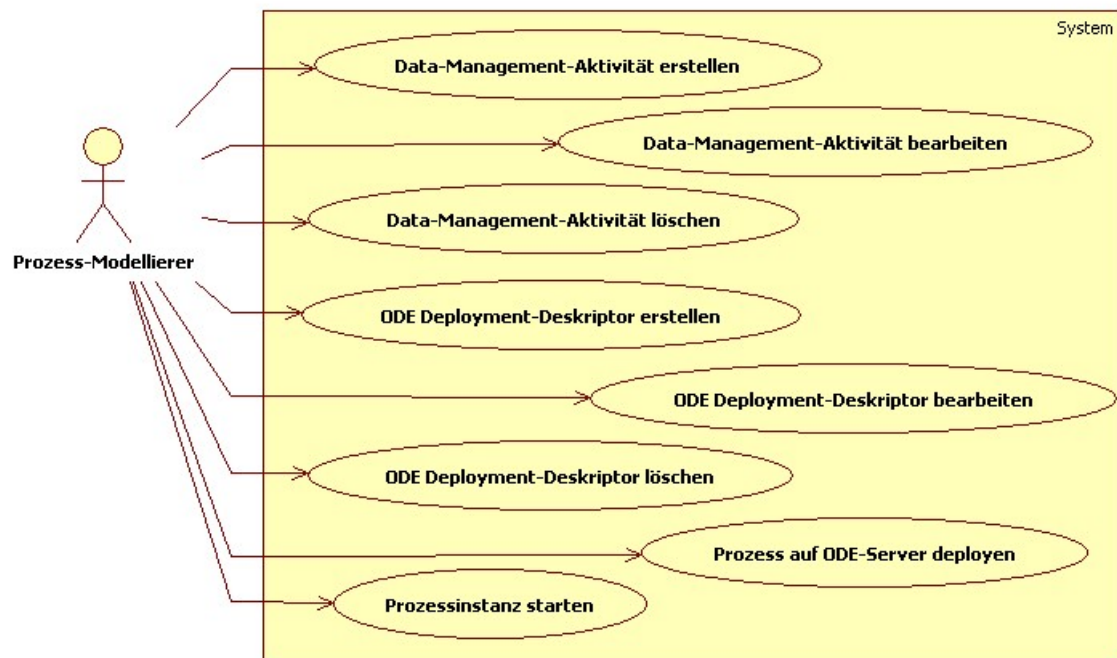 System
Data-Management-Aktivität erstellen
Data-Management-Aktivität bearbeiten
Data-Management-Aktivität löschen
Prozess-Modellierer
ODE Deployment-Deskriptor erstellen
ODE Deployment-Deskriptor bearbeiten
ODE Deployment-Deskriptor löschen
Prozess auf ODE-Server deployen
Prozessinstanz starten